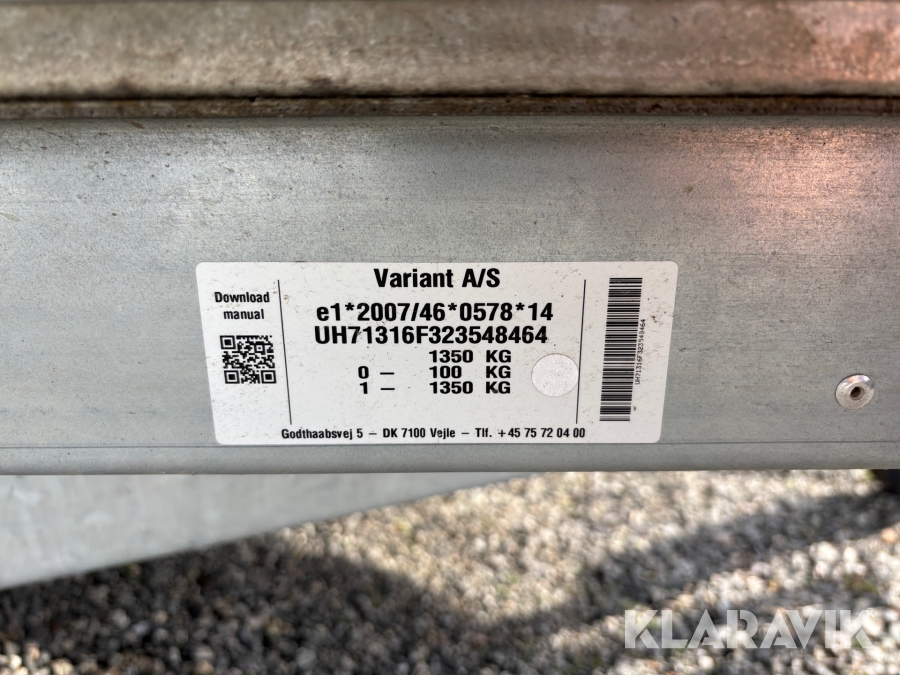 Variant A/S
Download
manual
e1*2007/46*0578*14
UH71316F323548464
1350 KG
0 – 100 KG
1 – 1350 KG
UH71316F323548464
Godthaabsvej 5 – DK 7100 Vejle – Tlf. +45 75 72 04 00
KLARAVIK